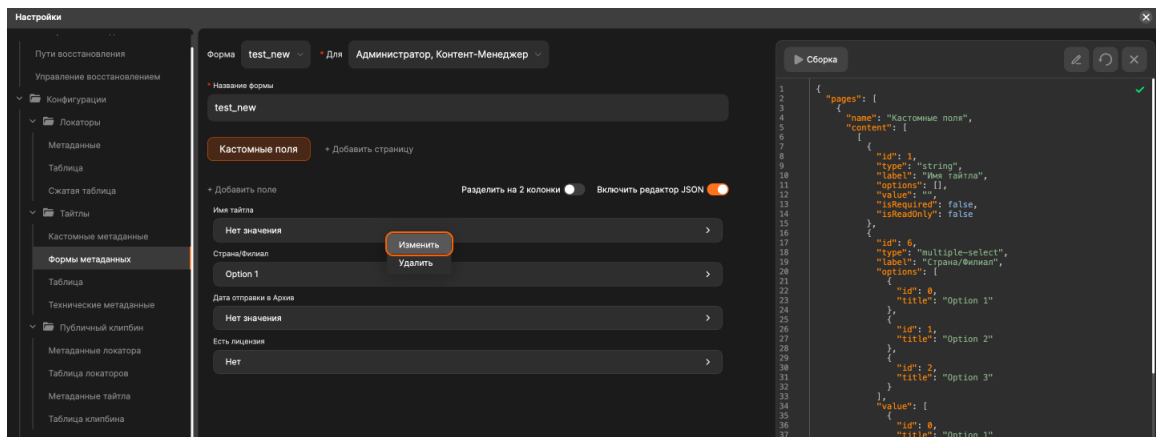 Настройки
Пути восстановления
Управление восстановлением
Конфигурации
Локаторы
Метаданные
Таблица
Сжатая таблица
Тайтлы
Кастомные метаданные
Формы метаданных
Таблица
Технические метаданные
Публичный клипбин
Метаданные локатора
Таблица локаторов
Метаданные тайтла
Таблица клипбина
Форма test_new * Для Администратор, Контент-Менеджер
* Название формы
test_new
Кастомные поля + Добавить страницу
+ Добавить поле Разделить на 2 колонки Включить редактор JSON
Имя тайтла
Нет значения
Изменить
Удалить
Страна/Филиал
Option 1
Дата отправки в Архив
Нет значения
Есть лицензия
Нет
Сборка
1 {
2 "pages": [
3 {
4 "name": "Кастомные поля",
5 "content": [
6 [
7 {
8 "id": 1,
9 "type": "string",
10 "label": "Имя тайтла",
11 "options": [],
12 "value": "",
13 "isRequired": false,
14 "isReadOnly": false
15 },
16 {
17 "id": 6,
18 "type": "multiple-select",
19 "label": "Страна/Филиал",
20 "options": [
21 {
22 "id": 0,
23 "title": "Option 1"
24 },
25 {
26 "id": 1,
27 "title": "Option 2"
28 },
29 {
30 "id": 2,
31 "title": "Option 3"
32 }
33 ],
34 "value": [
35 {
36 "id": 0,
37 "title": "Option 1"